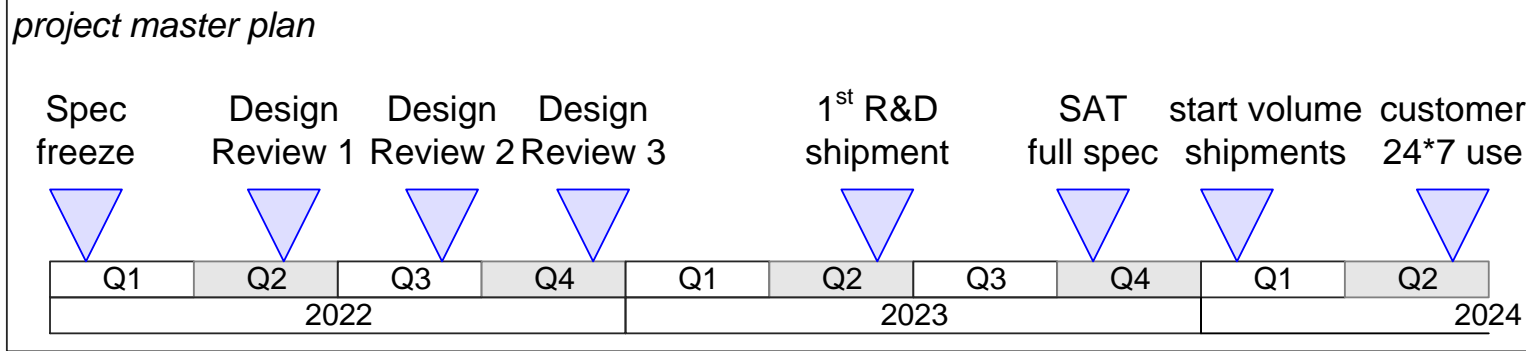 project master plan
Spec
freeze
Design
Review 1
Design
Review 2
Design
Review 3
1st R&D
shipment
SAT
full spec
start volume
shipments
customer
24*7 use
Q1 Q2 Q3 Q4 Q1 Q2 Q3 Q4 Q1 Q2
2022 2023 2024